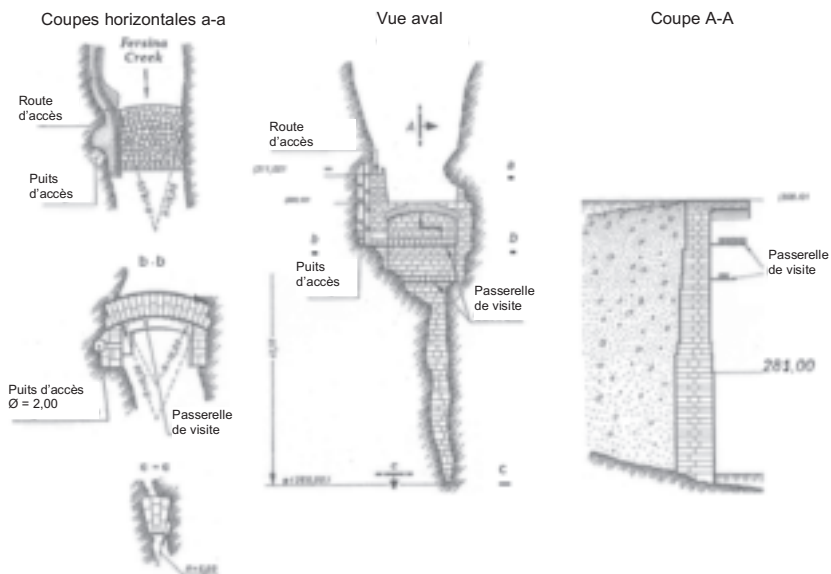 Coupes horizontales a-a
Fersina
Creek
Route
d'accès
Puits
d'accès
b-b
Puits d'accès
Ø = 2,00
Passerelle
de visite
c-c
Vue aval
A
Route
d'accès
b
b
Puits
d'accès
Passerelle
de visite
c
c
Coupe A-A
Passerelle
de visite
281,00